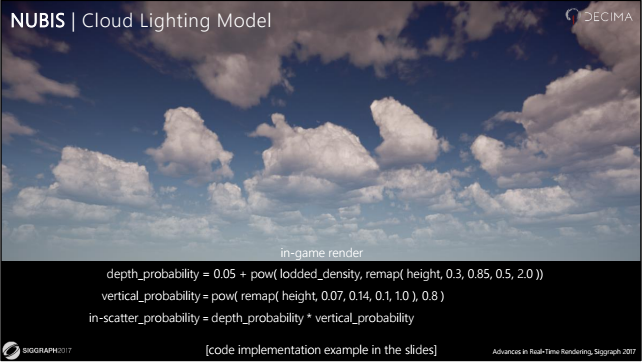 NUBIS | Cloud Lighting Model
DECIMA
in-game render
depth_probability = 0.05 + pow( lodded_density, remap( height, 0.3, 0.85, 0.5, 2.0 ))
vertical_probability = pow( remap( height, 0.07, 0.14, 0.1, 1.0 ), 0.8 )
in-scatter_probability = depth_probability * vertical_probability
[code implementation example in the slides]
SIGGRAPH2017
Advances in Real-Time Rendering, Siggraph 2017